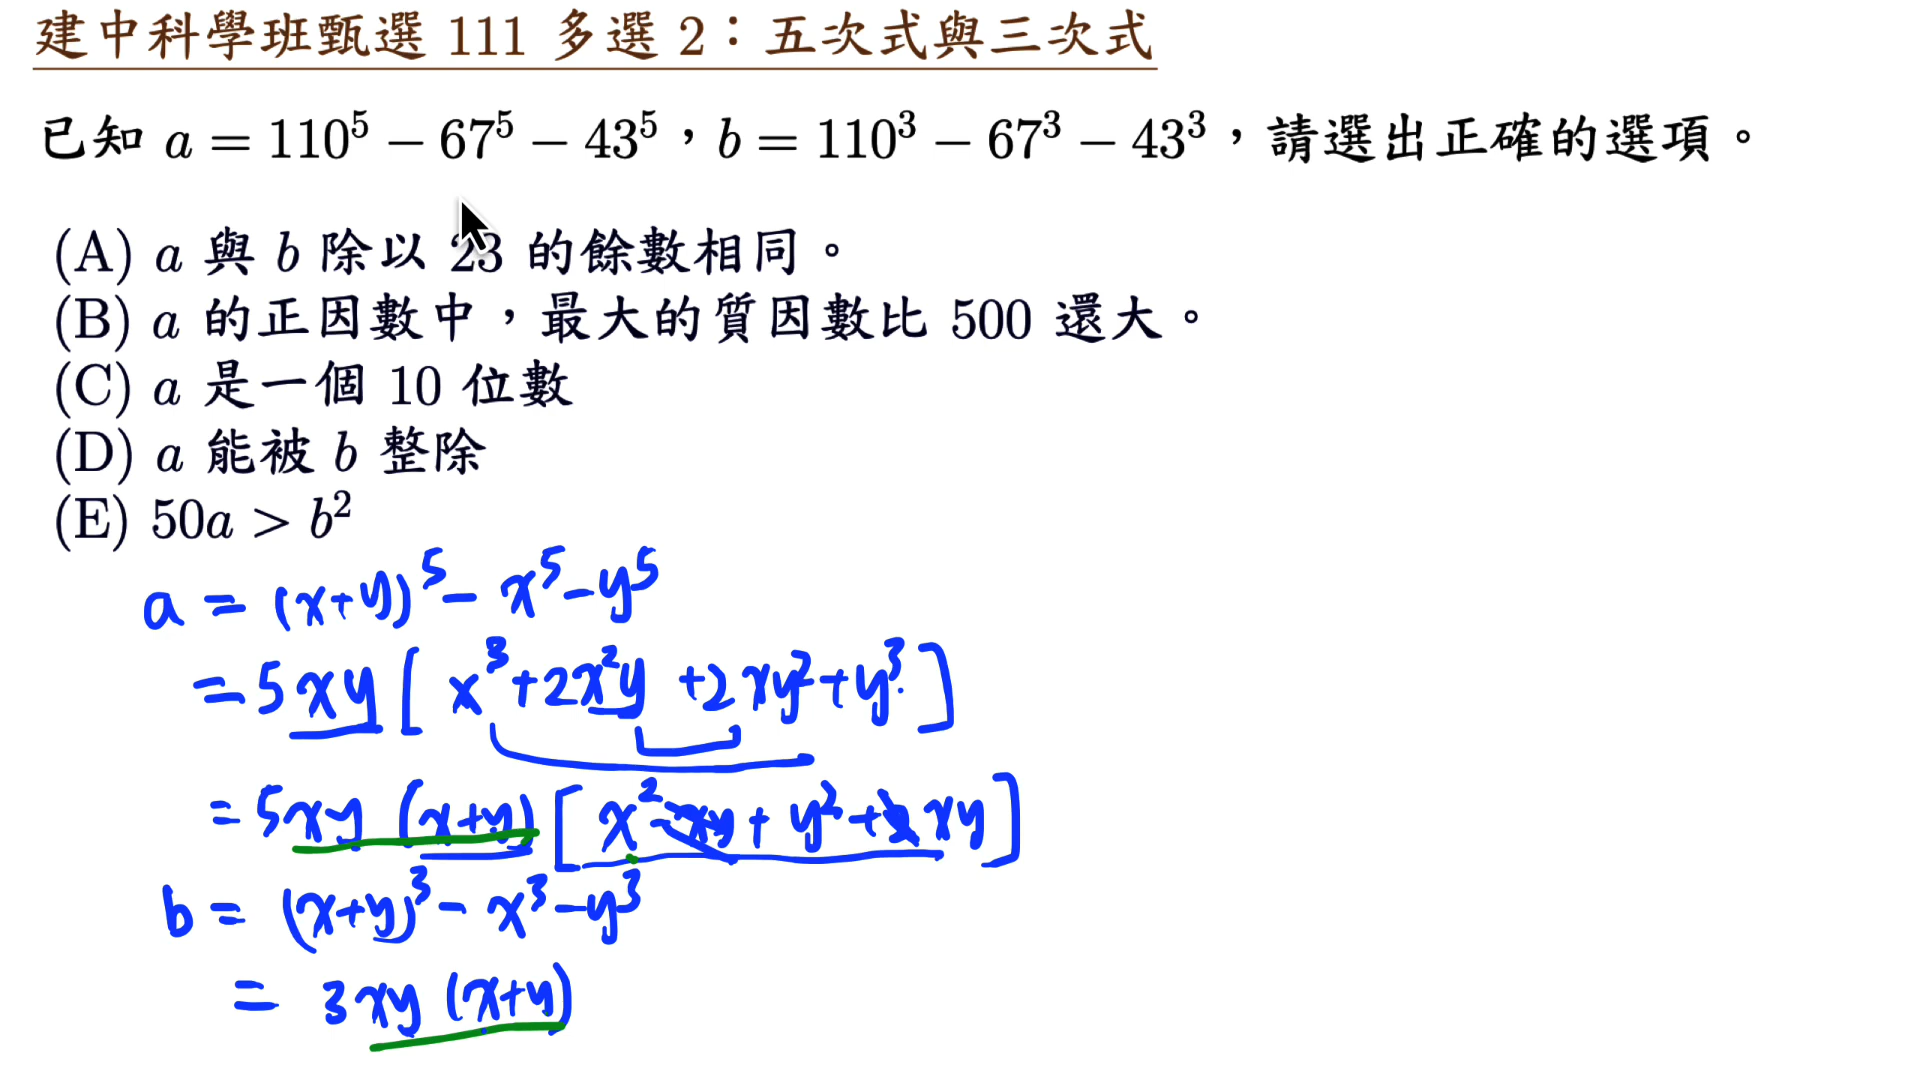 建中科學班甄選 111 多選 2：五次式與三次式
已知 a = 110⁵ − 67⁵ − 43⁵，b = 110³ − 67³ − 43³，請選出正確的選項。
(A) a 與 b 除以 23 的餘數相同。
(B) a 的正因數中，最大的質因數比 500 還大。
(C) a 是一個 10 位數
(D) a 能被 b 整除
(E) 50a > b²
a = (x+y)⁵ − x⁵ − y⁵
= 5xy [ x³ + 2x²y + 2xy² + y³ ]
= 5xy (x+y) [ x² − xy + y² + 2xy ]
b = (x+y)³ − x³ − y³
= 3xy (x+y)